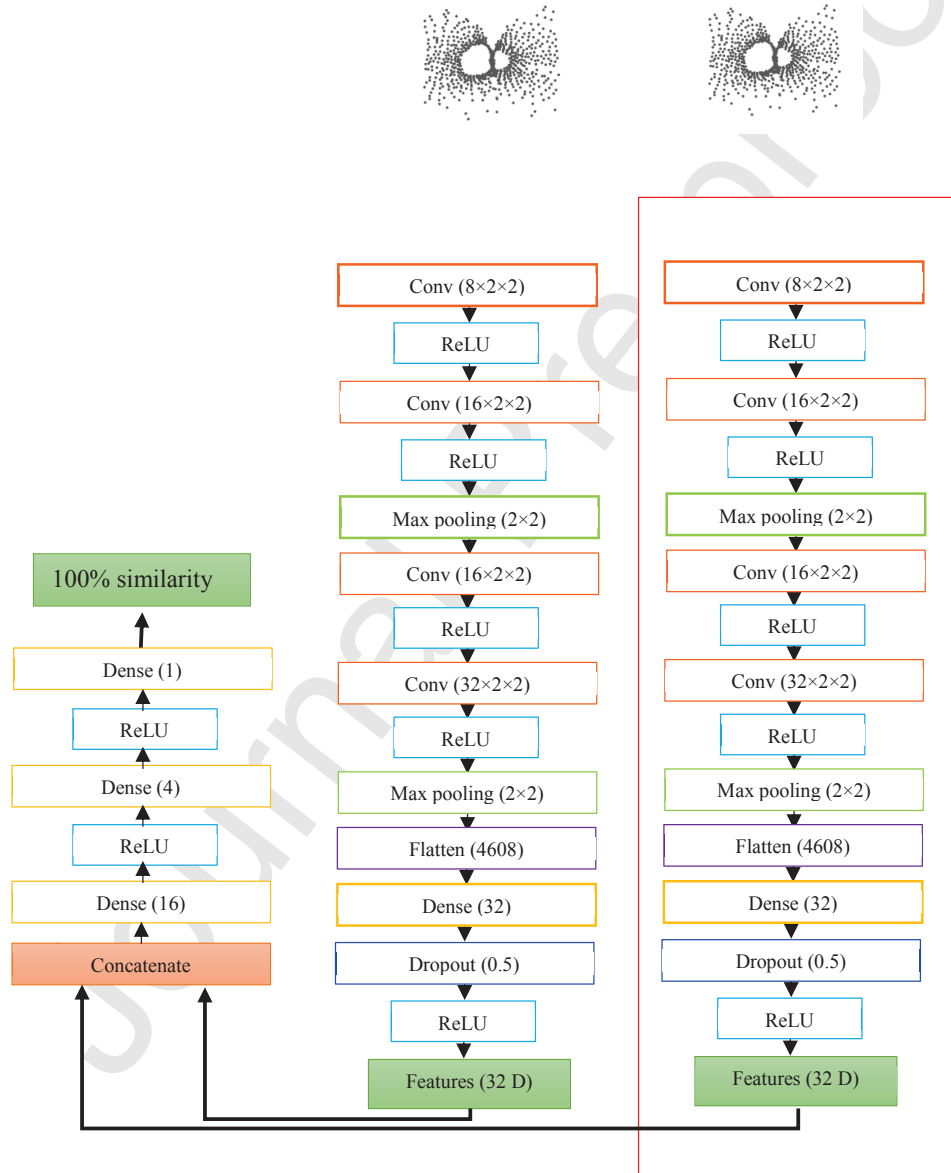 Conv (8×2×2)
ReLU
Conv (16×2×2)
ReLU
Max pooling (2×2)
Conv (16×2×2)
ReLU
Conv (32×2×2)
ReLU
Max pooling (2×2)
Flatten (4608)
Dense (32)
Dropout (0.5)
ReLU
Features (32 D)
Conv (8×2×2)
ReLU
Conv (16×2×2)
ReLU
Max pooling (2×2)
Conv (16×2×2)
ReLU
Conv (32×2×2)
ReLU
Max pooling (2×2)
Flatten (4608)
Dense (32)
Dropout (0.5)
ReLU
Features (32 D)
100% similarity
Dense (1)
ReLU
Dense (4)
ReLU
Dense (16)
Concatenate
Journal Pre